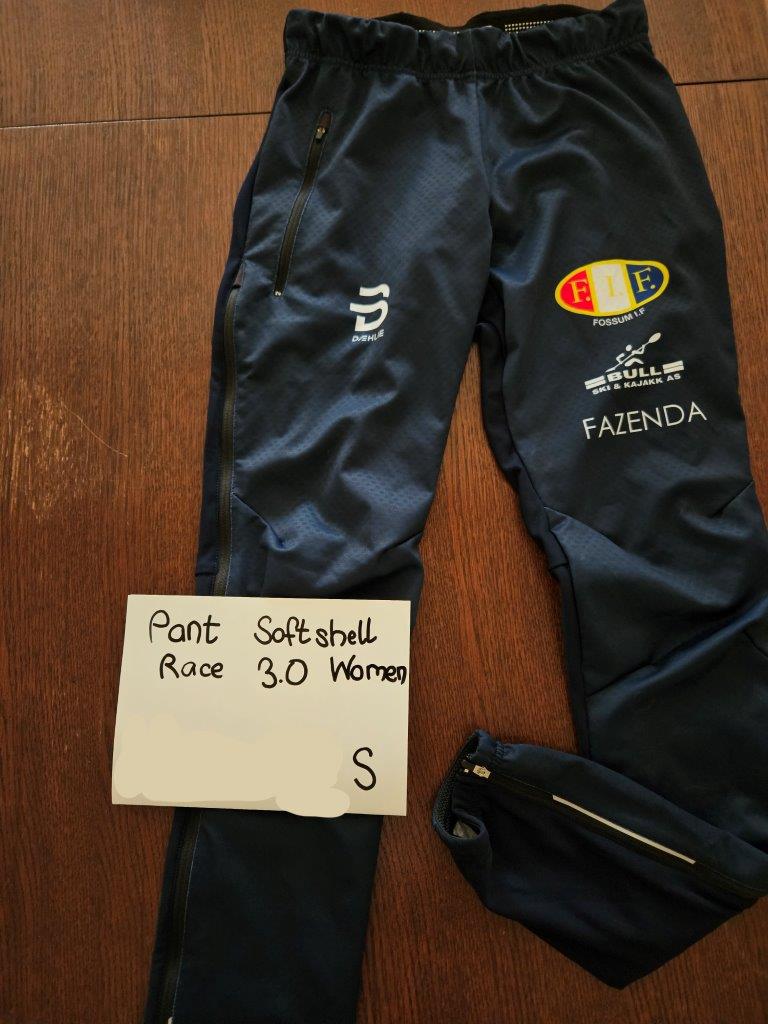 DÆHLIE
F. I. F.
FOSSUM I.F
BULL
SKI & KAJAKK AS
FAZENDA
Pant Softshell
Race 3.0 Women
S